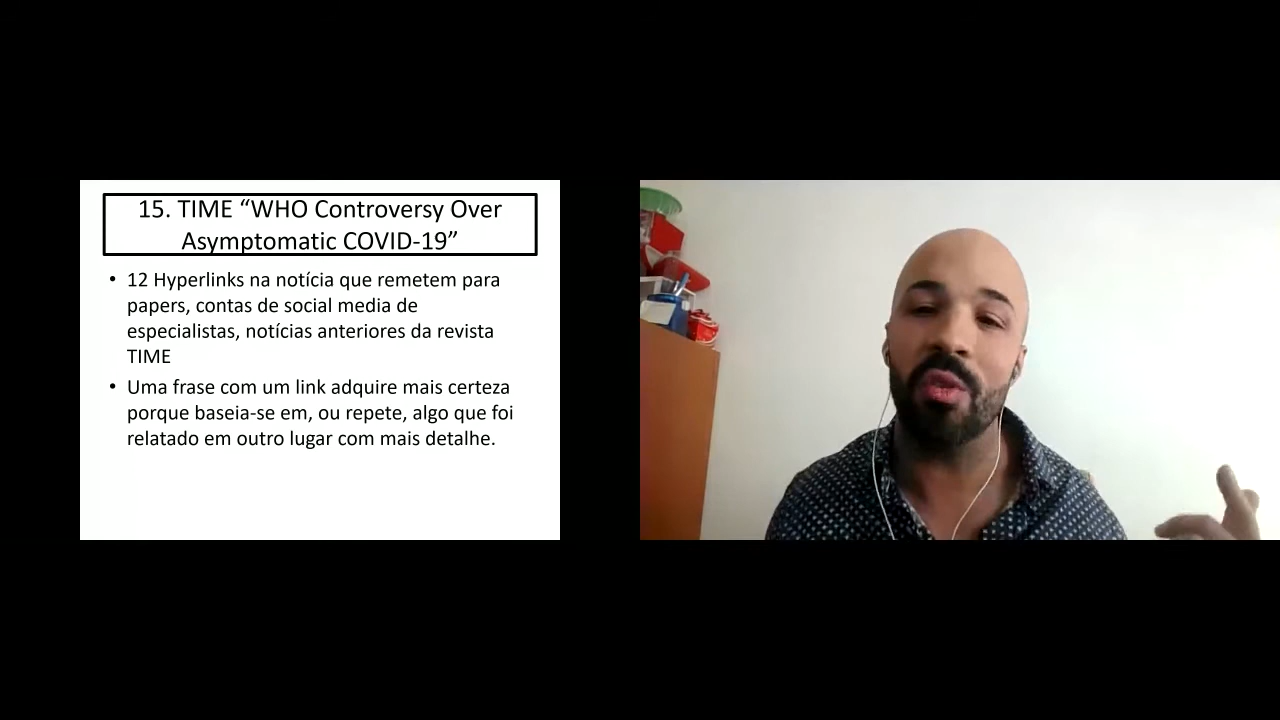 15. TIME “WHO Controversy Over
Asymptomatic COVID-19”
• 12 Hyperlinks na notícia que remetem para
papers, contas de social media de
especialistas, notícias anteriores da revista
TIME
• Uma frase com um link adquire mais certeza
porque baseia-se em, ou repete, algo que foi
relatado em outro lugar com mais detalhe.